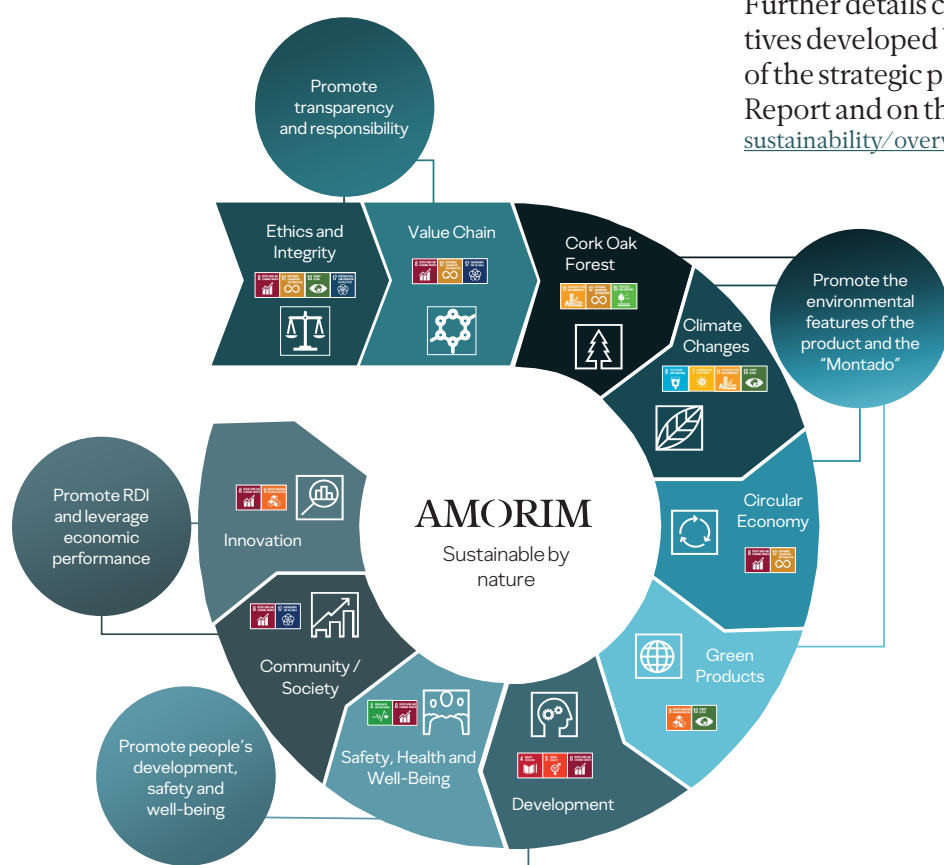 Further details c
tives developed
of the strategic p
Report and on th
sustainability/overv
Promote
transparency
and responsibility
Ethics and
Integrity
Value Chain
Cork Oak
Forest
Climate
Changes
Promote the
environmental
features of the
product and the
“Montado”
Circular
Economy
Green
Products
Development
Safety, Health and
Well-Being
Community /
Society
Innovation
Promote RDI
and leverage
economic
performance
Promote people´s
development,
safety and
well-being
AMORIM
Sustainable by
nature